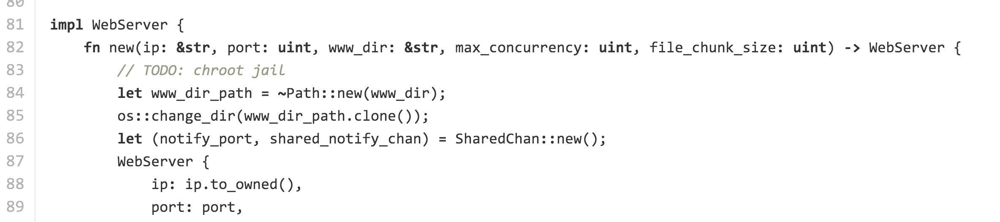 80
81 impl WebServer {
82 fn new(ip: &str, port: uint, www_dir: &str, max_concurrency: uint, file_chunk_size: uint) -> WebServer {
83 // TODO: chroot jail
84 let www_dir_path = ~Path::new(www_dir);
85 os::change_dir(www_dir_path.clone());
86 let (notify_port, shared_notify_chan) = SharedChan::new();
87 WebServer {
88 ip: ip.to_owned(),
89 port: port,